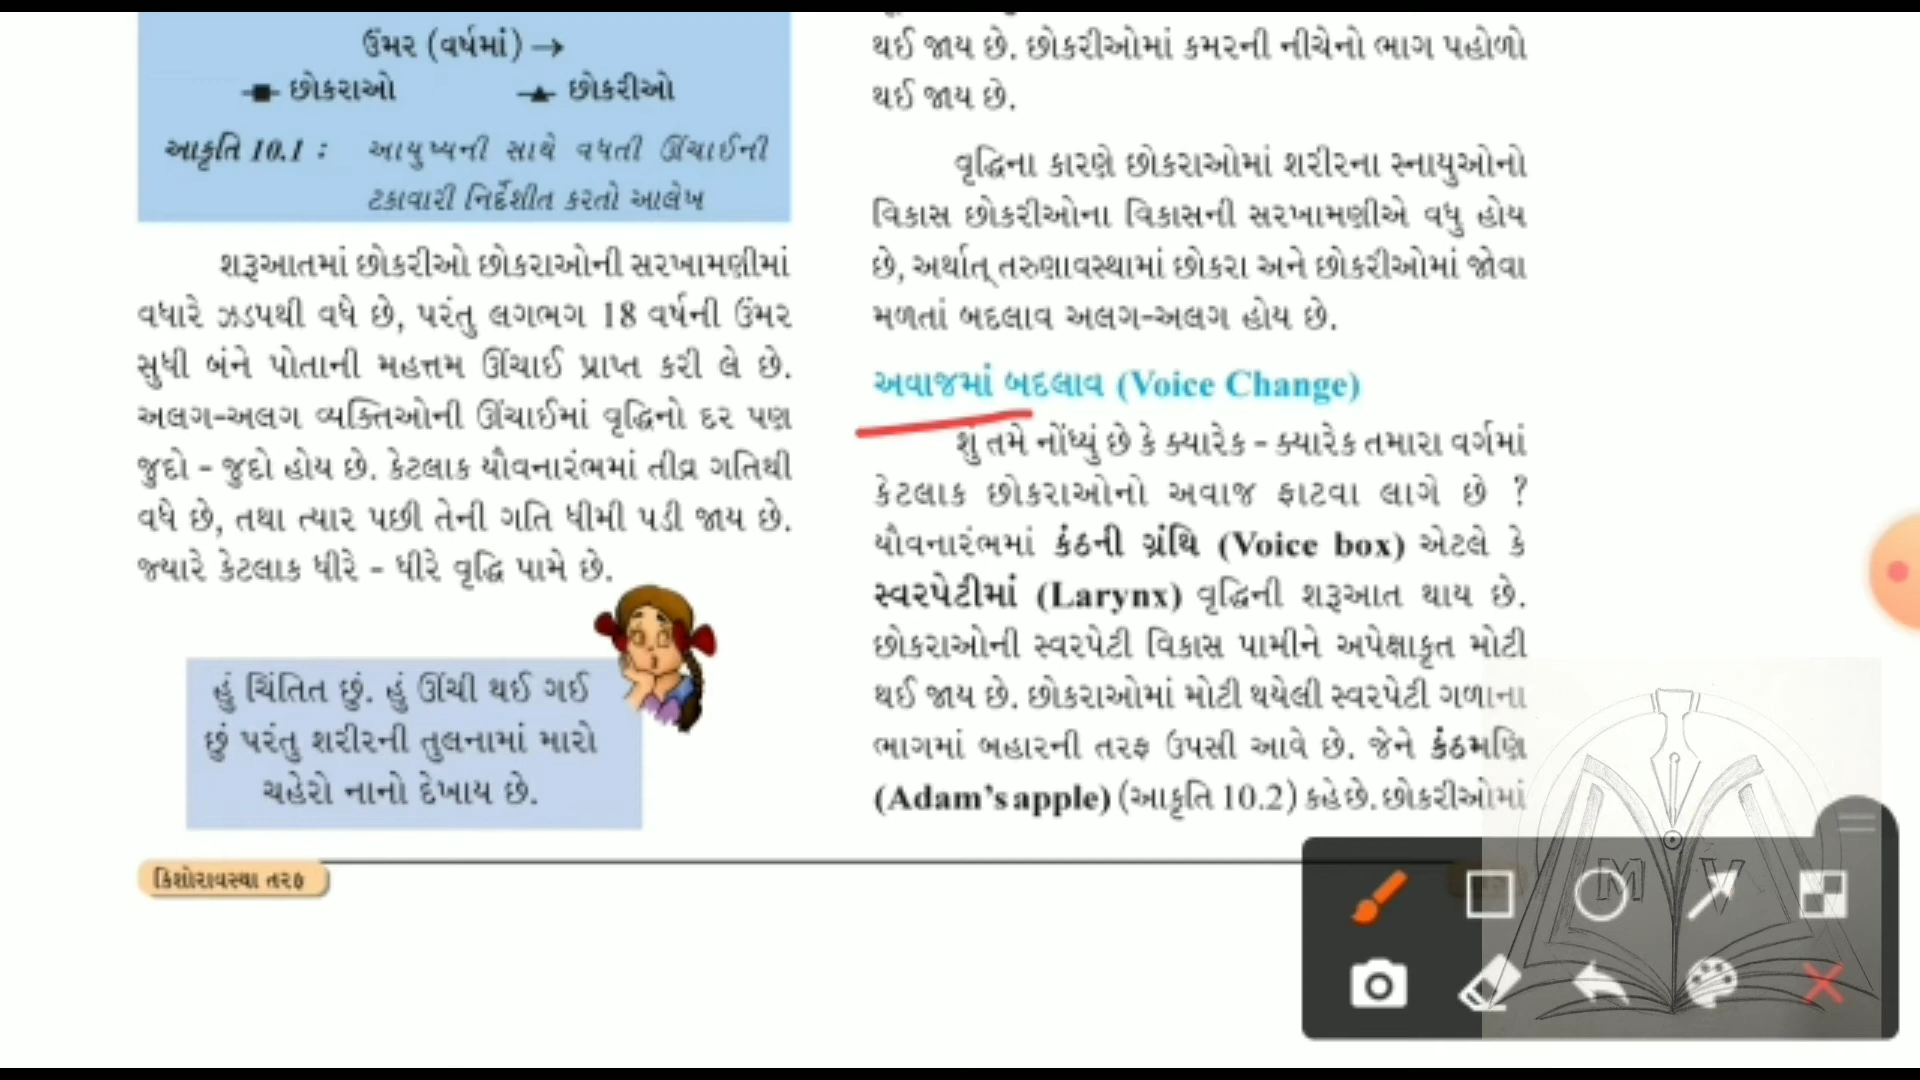 ઉંમર (વર્ષમાં) →
છોકરાઓ છોકરીઓ
આકૃતિ 10.1 : આયુષ્યની સાથે વધતી ઊંચાઈની
ટકાવારી નિર્દેશીત કરતો આલેખ
શરૂઆતમાં છોકરીઓ છોકરાઓની સરખામણીમાં
વધારે ઝડપથી વધે છે, પરંતુ લગભગ 18 વર્ષની ઉંમર
સુધી બંને પોતાની મહત્તમ ઊંચાઈ પ્રાપ્ત કરી લે છે.
અલગ-અલગ વ્યક્તિઓની ઊંચાઈમાં વૃદ્ધિનો દર પણ
જુદો - જુદો હોય છે. કેટલાક યૌવનારંભમાં તીવ્ર ગતિથી
વધે છે, તથા ત્યાર પછી તેની ગતિ ધીમી પડી જાય છે.
જ્યારે કેટલાક ધીરે - ધીરે વૃદ્ધિ પામે છે.
હું ચિંતિત છું. હું ઊંચી થઈ ગઈ
છું પરંતુ શરીરની તુલનામાં મારો
ચહેરો નાનો દેખાય છે.
કિશોરાવસ્થા તરફ
થઈ જાય છે. છોકરીઓમાં કમરની નીચેનો ભાગ પહોળો
થઈ જાય છે.
વૃદ્ધિના કારણે છોકરાઓમાં શરીરના સ્નાયુઓનો
વિકાસ છોકરીઓના વિકાસની સરખામણીએ વધુ હોય
છે, અર્થાત્ તરુણાવસ્થામાં છોકરા અને છોકરીઓમાં જોવા
મળતાં બદલાવ અલગ-અલગ હોય છે.
અવાજમાં બદલાવ (Voice Change)
શું તમે નોંધ્યું છે કે ક્યારેક - ક્યારેક તમારા વર્ગમાં
કેટલાક છોકરાઓનો અવાજ ફાટવા લાગે છે ?
યૌવનારંભમાં કંઠની ગ્રંથિ (Voice box) એટલે કે
સ્વરપેટીમાં (Larynx) વૃદ્ધિની શરૂઆત થાય છે.
છોકરાઓની સ્વરપેટી વિકાસ પામીને અપેક્ષાકૃત મોટી
થઈ જાય છે. છોકરાઓમાં મોટી થયેલી સ્વરપેટી ગળાના
ભાગમાં બહારની તરફ ઉપસી આવે છે. જેને કંઠમણિ
(Adam's apple) (આકૃતિ 10.2) કહે છે. છોકરીઓમાં
M V